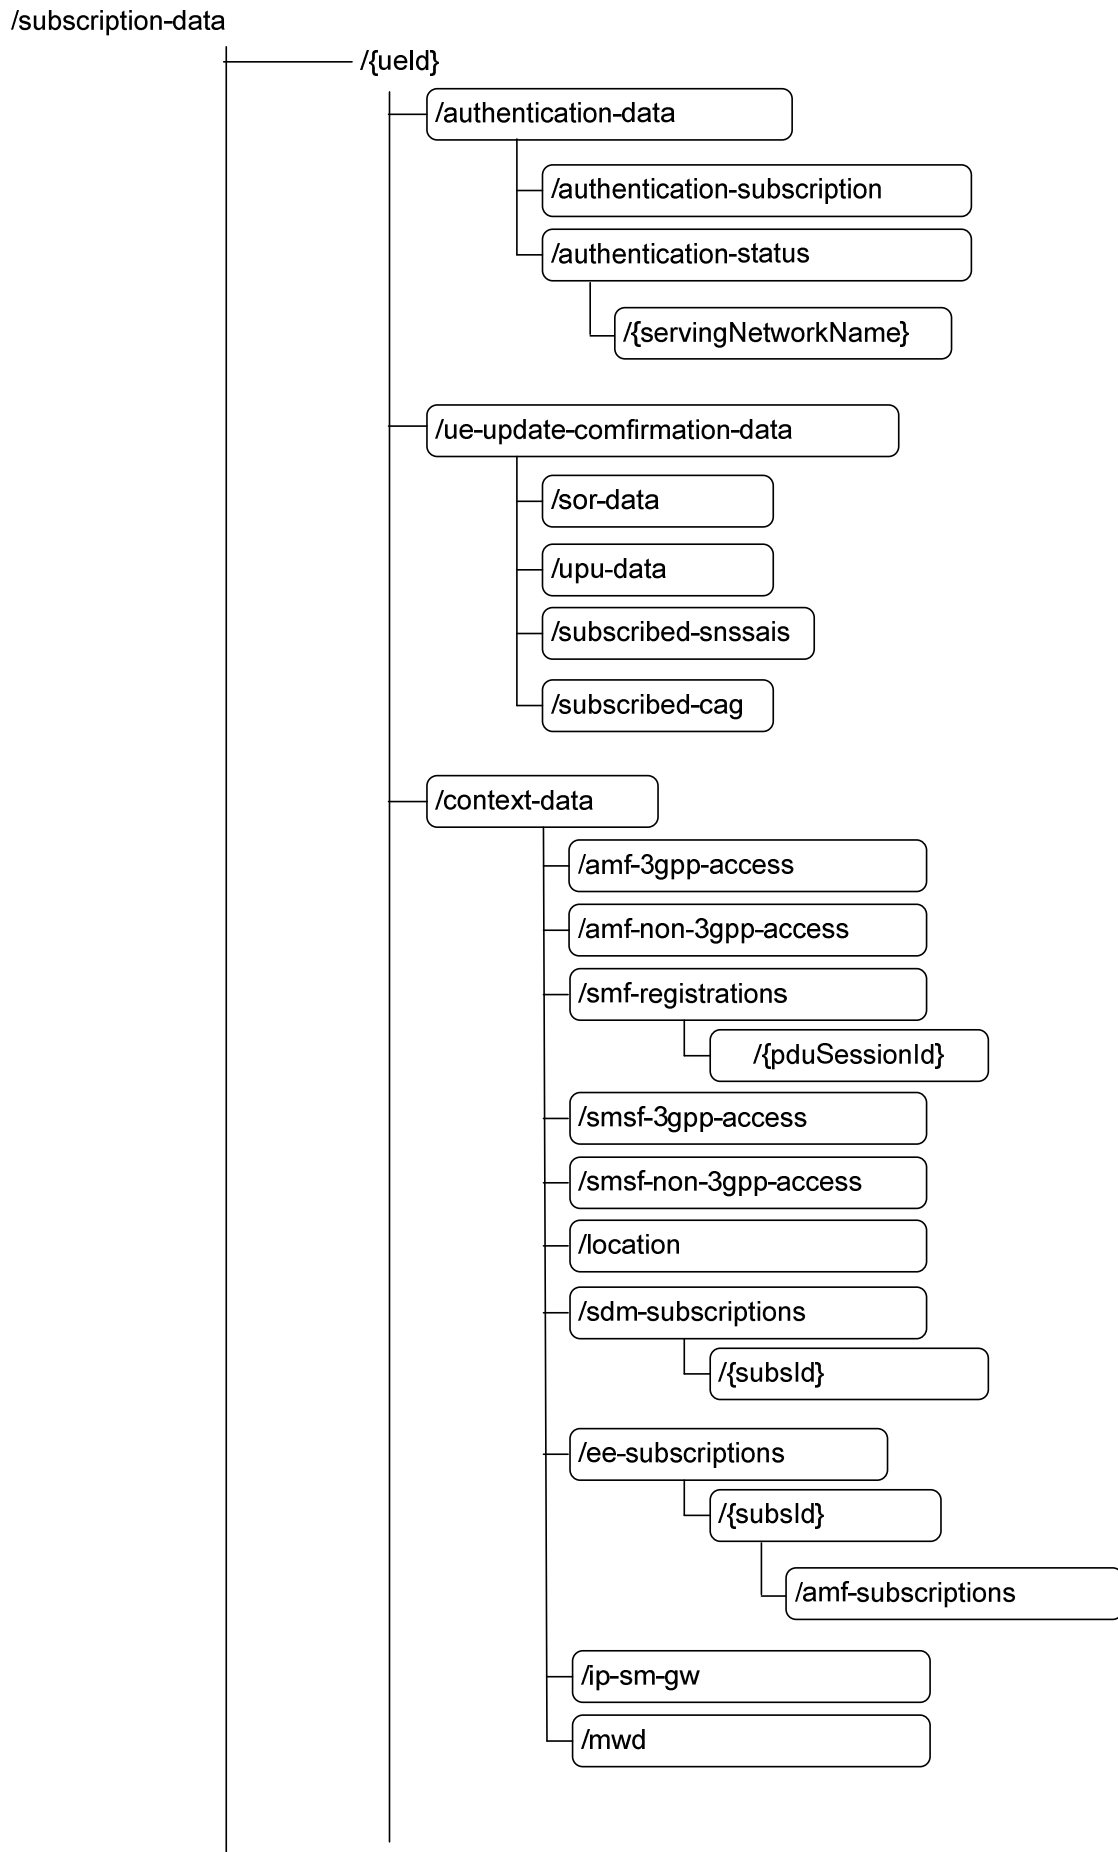 /subscription-data
/{ueId}
/authentication-data
/authentication-subscription
/authentication-status
/{servingNetworkName}
/ue-update-comfirmation-data
/sor-data
/upu-data
/subscribed-snssais
/subscribed-cag
/context-data
/amf-3gpp-access
/amf-non-3gpp-access
/smf-registrations
/{pduSessionId}
/smsf-3gpp-access
/smsf-non-3gpp-access
/location
/sdm-subscriptions
/{subsId}
/ee-subscriptions
/{subsId}
/amf-subscriptions
/ip-sm-gw
/mwd